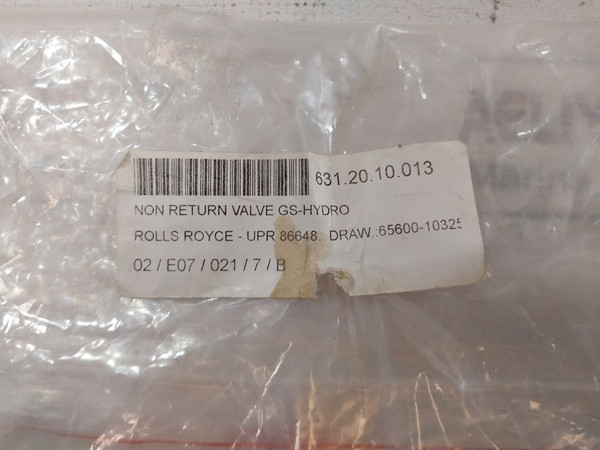 631.20.10.013
NON RETURN VALVE GS-HYDRO
ROLLS ROYCE - UPR 86648. DRAW.:65600-10325
02 / E07 / 021 / 7 / B